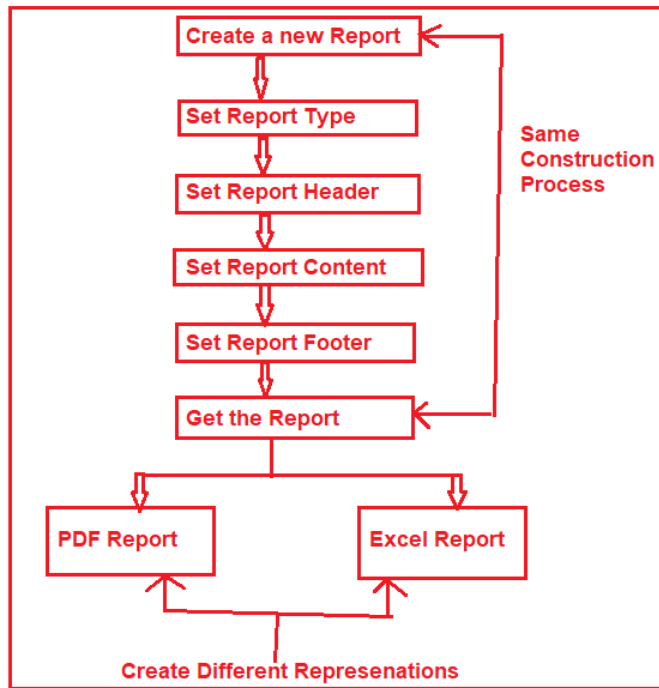 Create a new Report
Set Report Type
Same
Construction
Process
Set Report Header
Set Report Content
Set Report Footer
Get the Report
PDF Report
Excel Report
Create Different Represenations